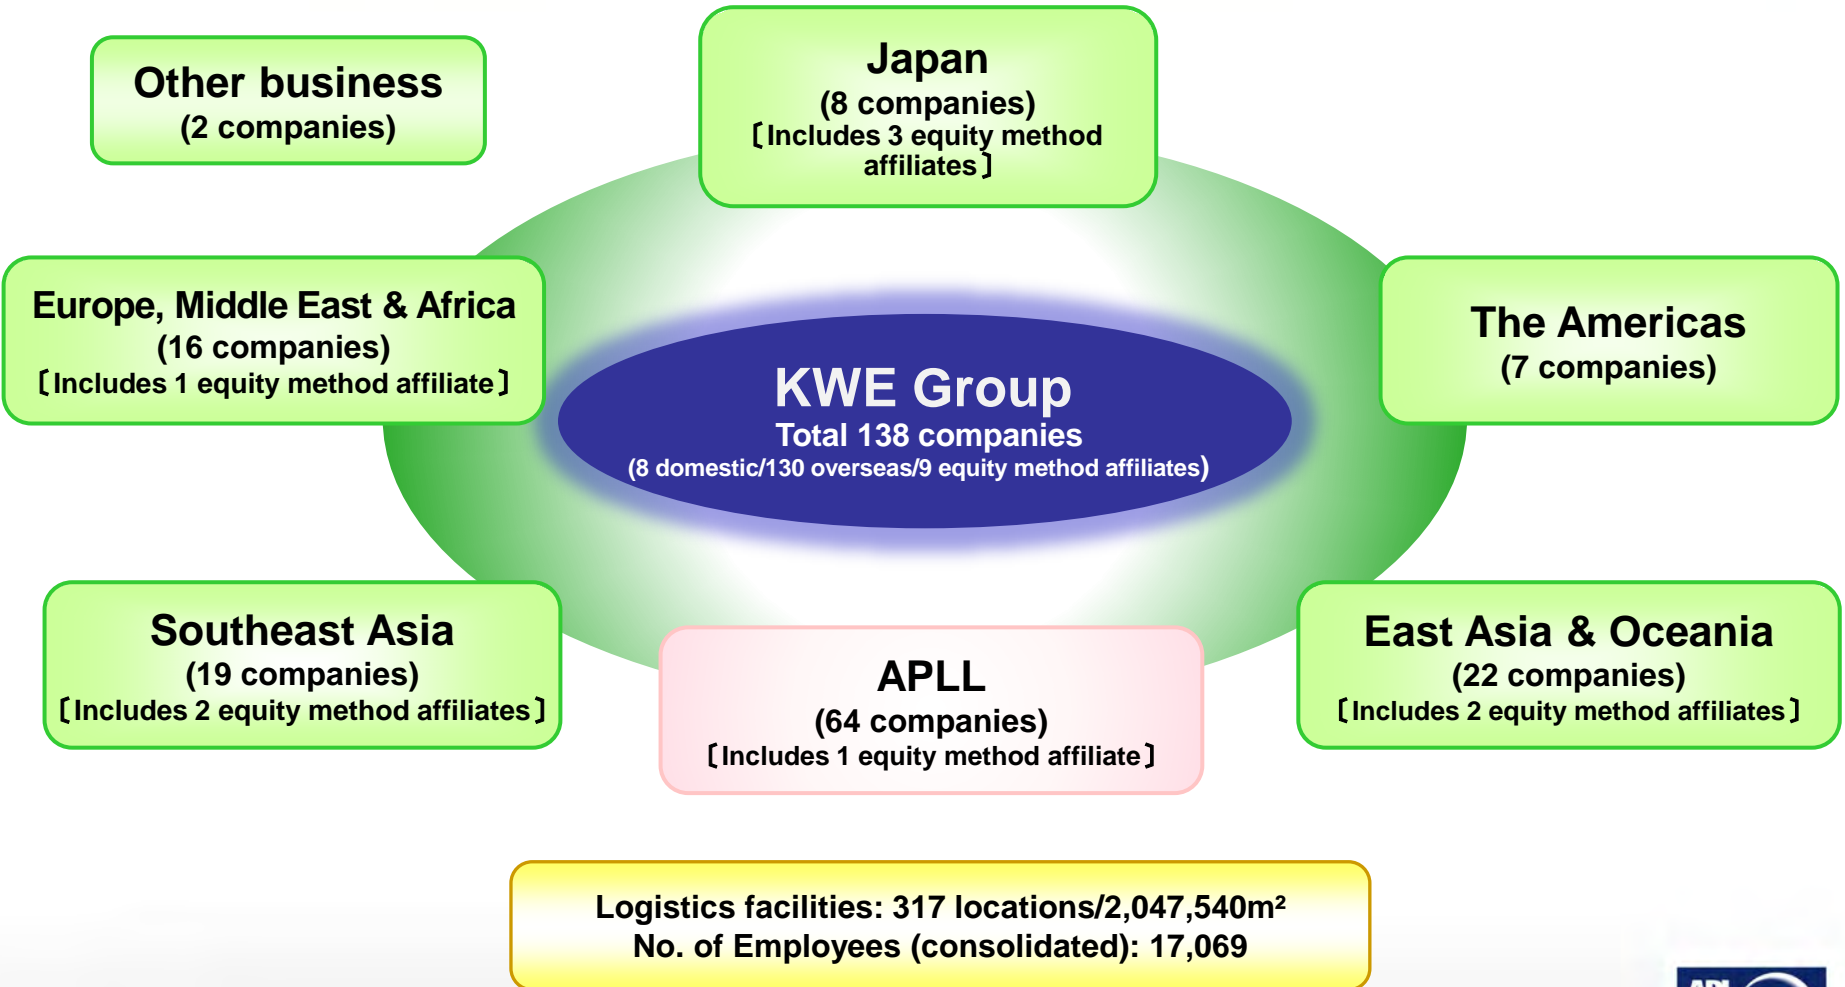 Other business
(2 companies)
Japan
(8 companies)
〔Includes 3 equity method
affiliates〕
Europe, Middle East & Africa
(16 companies)
〔Includes 1 equity method affiliate〕
KWE Group
Total 138 companies
(8 domestic/130 overseas/9 equity method affiliates)
The Americas
(7 companies)
Southeast Asia
(19 companies)
〔Includes 2 equity method affiliates〕
APLL
(64 companies)
〔Includes 1 equity method affiliate〕
East Asia & Oceania
(22 companies)
〔Includes 2 equity method affiliates〕
Logistics facilities: 317 locations/2,047,540m²
No. of Employees (consolidated): 17,069